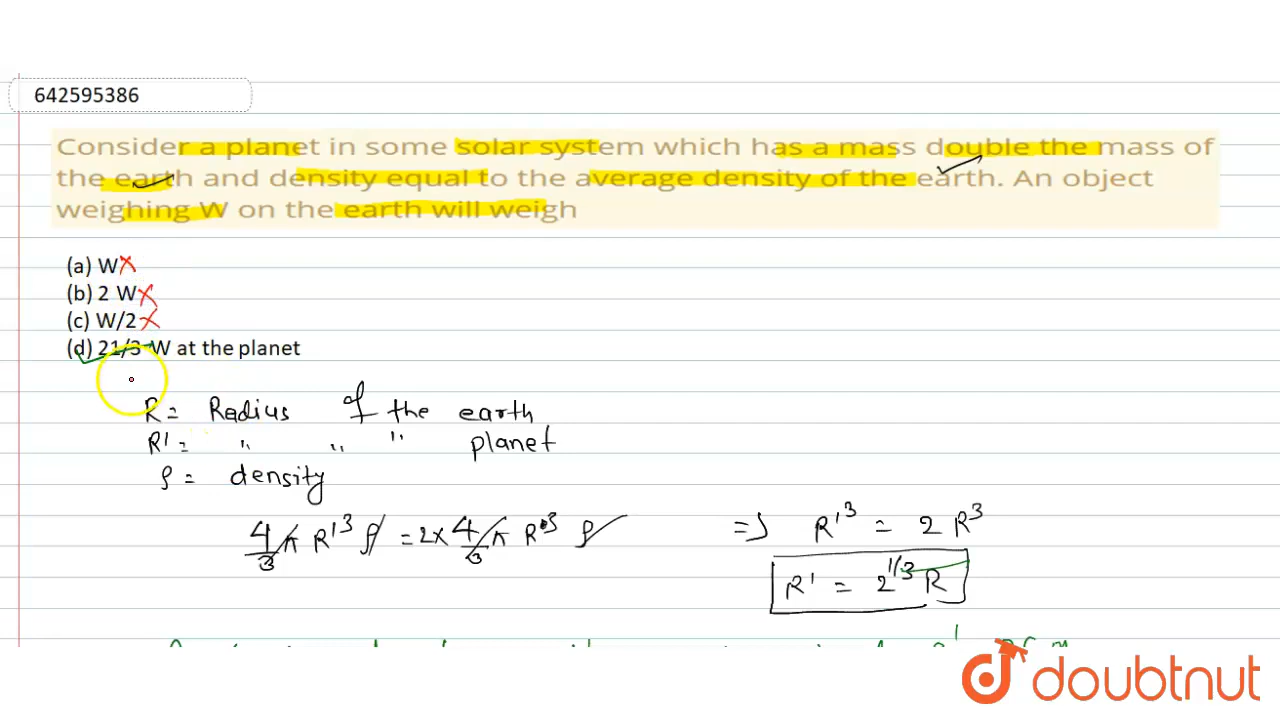 642595386
Consider a planet in some solar system which has a mass double the mass of
the earth and density equal to the average density of the earth. An object
weighing W on the earth will weigh
(a) W
(b) 2 W
(c) W/2
(d) 21/3 W at the planet
R = Radius of the earth
R' = " " " planet
ρ = density
4/3 π R'³ ρ = 2 × 4/3 π R³ ρ ⇒ R'³ = 2 R³
R' = 2^1/3 R
doubtnut